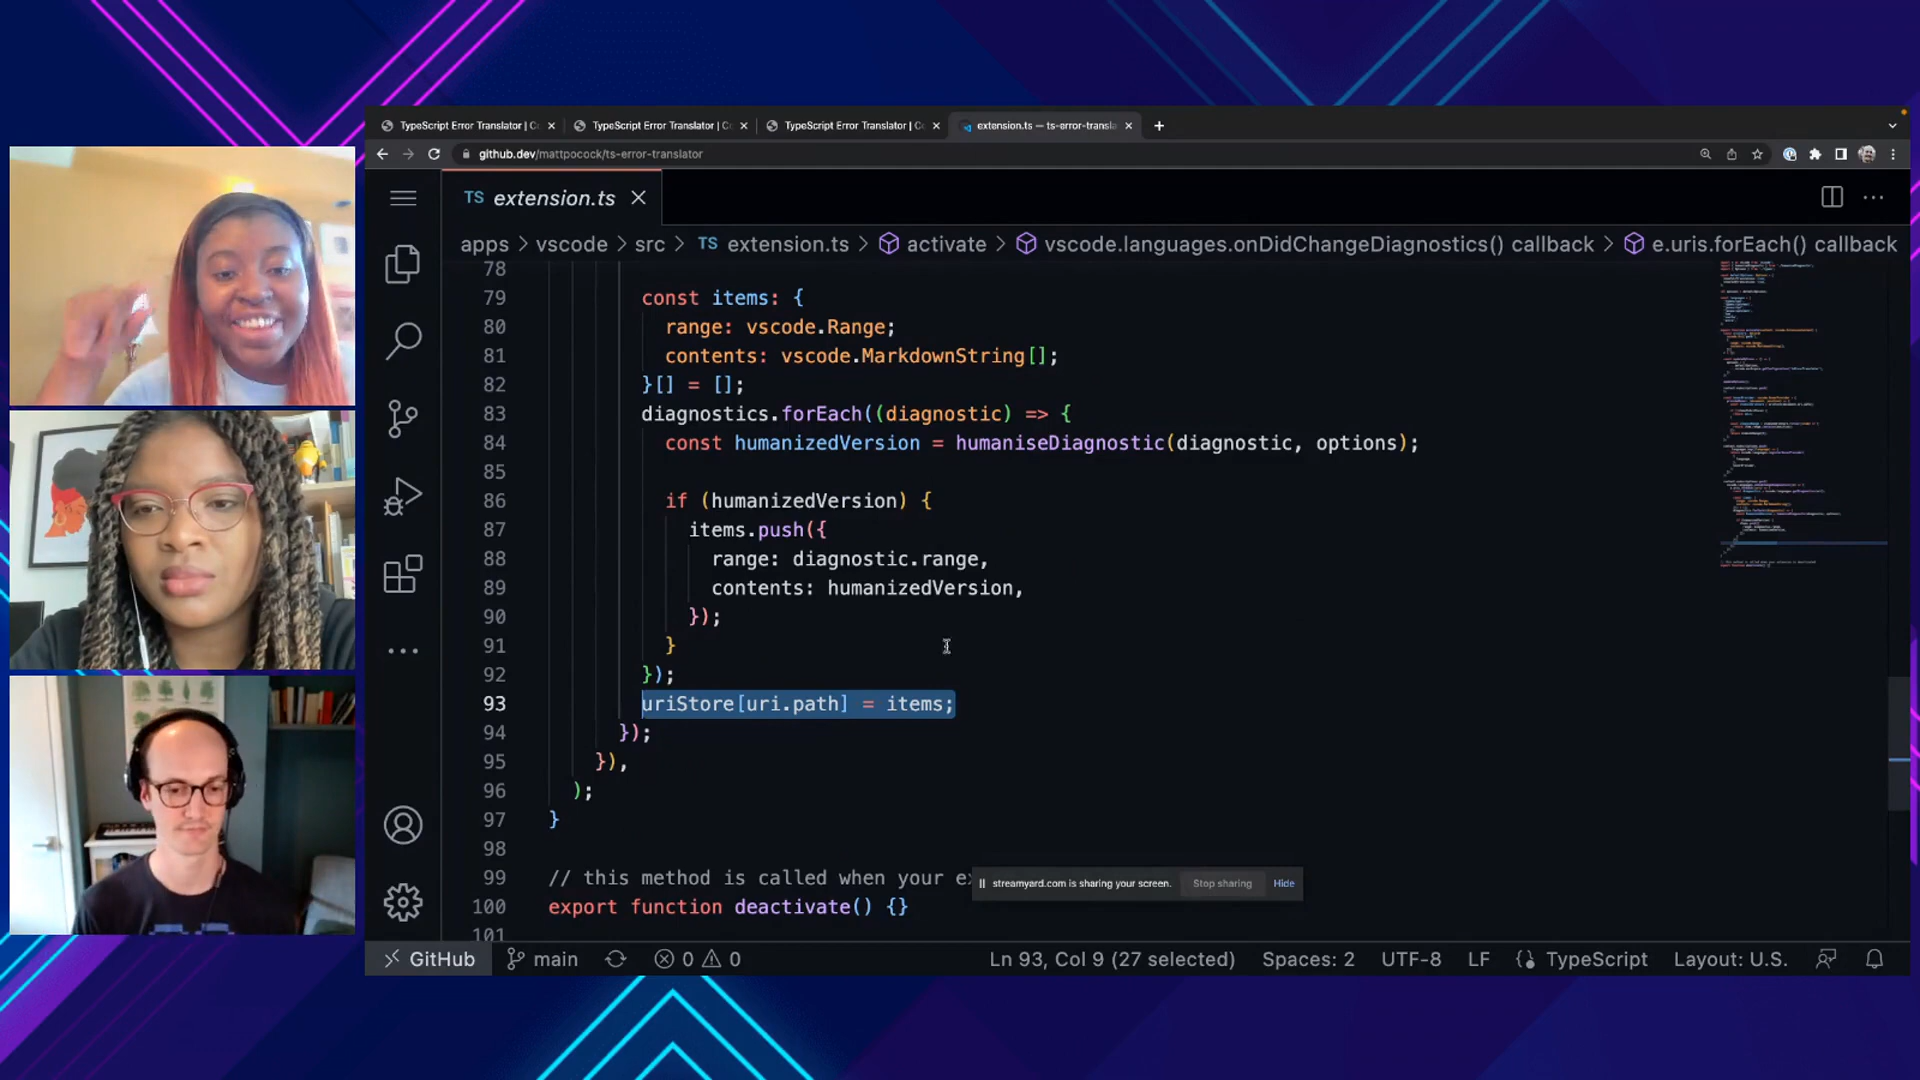 TypeScript Error Translator | C
TypeScript Error Translator | C
TypeScript Error Translator | C
extension.ts — ts-error-transla
github.dev/mattpocock/ts-error-translator
TS extension.ts
apps > vscode > src > TS extension.ts > activate > vscode.languages.onDidChangeDiagnostics() callback > e.uris.forEach() callback
78
79 const items: {
80 range: vscode.Range;
81 contents: vscode.MarkdownString[];
82 }[] = [];
83 diagnostics.forEach((diagnostic) => {
84 const humanizedVersion = humaniseDiagnostic(diagnostic, options);
85
86 if (humanizedVersion) {
87 items.push({
88 range: diagnostic.range,
89 contents: humanizedVersion,
90 });
91 }
92 });
93 uriStore[uri.path] = items;
94 });
95 }),
96 );
97 }
98
99 // this method is called when your ex
100 export function deactivate() {}
101
streamyard.com is sharing your screen. Stop sharing Hide
GitHub main 0 0 Ln 93, Col 9 (27 selected) Spaces: 2 UTF-8 LF TypeScript Layout: U.S.